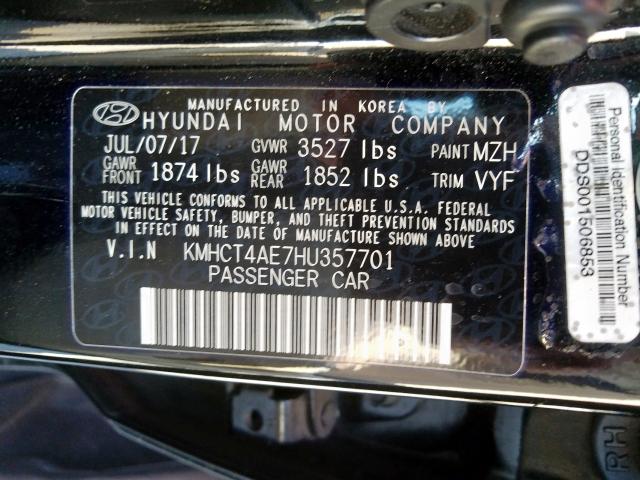 MANUFACTURED IN KOREA BY
HYUNDAI MOTOR COMPANY
JUL/07/17 GVWR 3527 lbs PAINT MZH
GAWR FRONT 1874 lbs GAWR REAR 1852 lbs TRIM VYF
THIS VEHICLE CONFORMS TO ALL APPLICABLE U.S.A. FEDERAL
MOTOR VEHICLE SAFETY, BUMPER, AND THEFT PREVENTION STANDARDS
IN EFFECT ON THE DATE OF MANUFACTURE SHOWN ABOVE
V.I.N KMHCT4AE7HU357701
PASSENGER CAR
Personal Identification Number
DDS001506853
RH